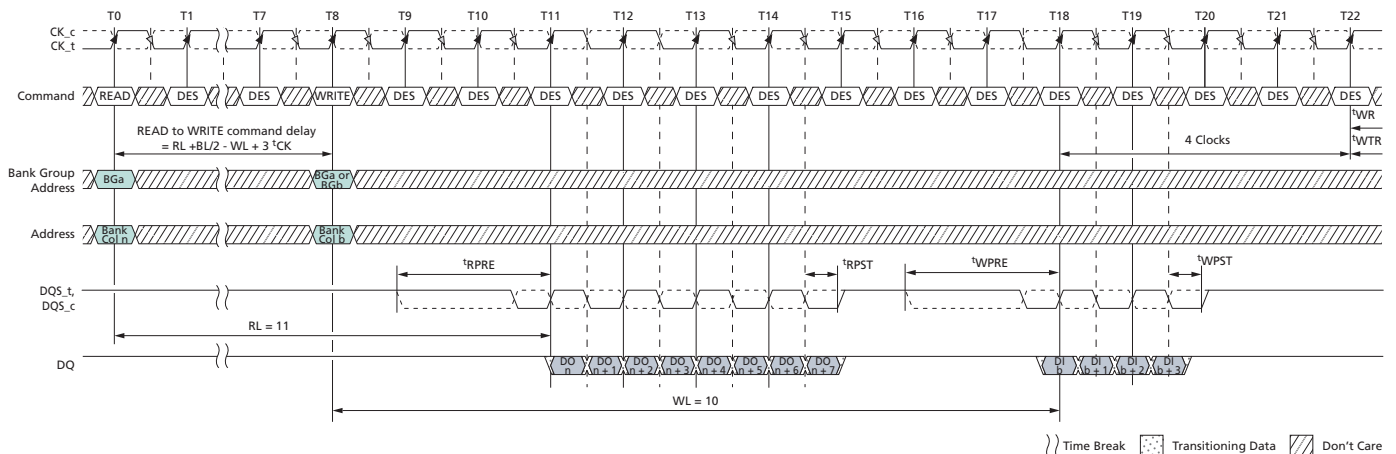 T0 T1 T7 T8 T9 T10 T11 T12 T13 T14 T15 T16 T17 T18 T19 T20 T21 T22
CK_c
CK_t
Command READ DES DES WRITE DES DES DES DES DES DES DES DES DES DES DES DES DES DES
tWR
READ to WRITE command delay
= RL +BL/2 - WL + 3 tCK
4 Clocks tWTR
Bank Group
Address
BGa
BGa or
BGb
Address
Bank
Col n
Bank
Col b
tRPRE tRPST tWPRE tWPST
DQS_t,
DQS_c
RL = 11
DQ
DO
n
DO
n + 1
DO
n + 2
DO
n + 3
DO
n + 4
DO
n + 5
DO
n + 6
DO
n + 7
DI
b
DI
b + 1
DI
b + 2
DI
b + 3
WL = 10
Time Break Transitioning Data Don't Care